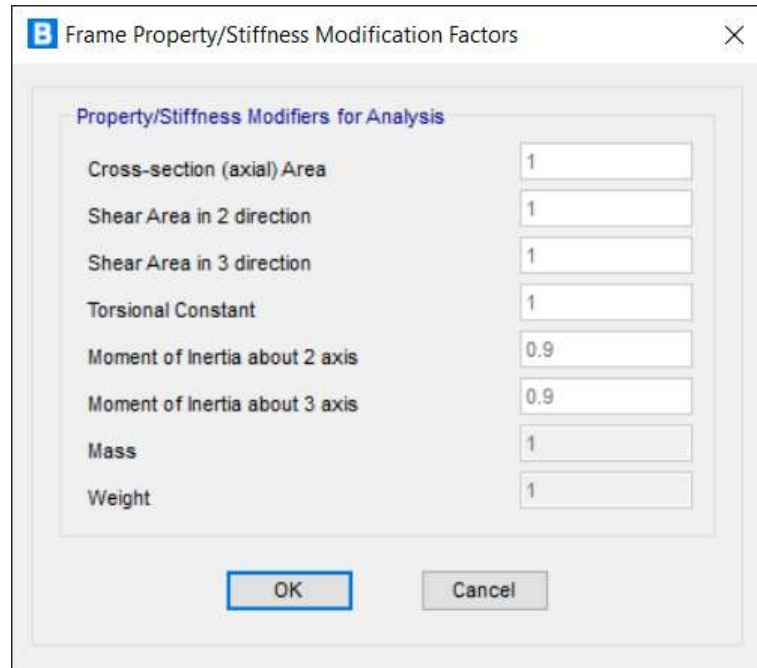 B Frame Property/Stiffness Modification Factors
Property/Stiffness Modifiers for Analysis
Cross-section (axial) Area 1
Shear Area in 2 direction 1
Shear Area in 3 direction 1
Torsional Constant 1
Moment of Inertia about 2 axis 0.9
Moment of Inertia about 3 axis 0.9
Mass 1
Weight 1
OK Cancel